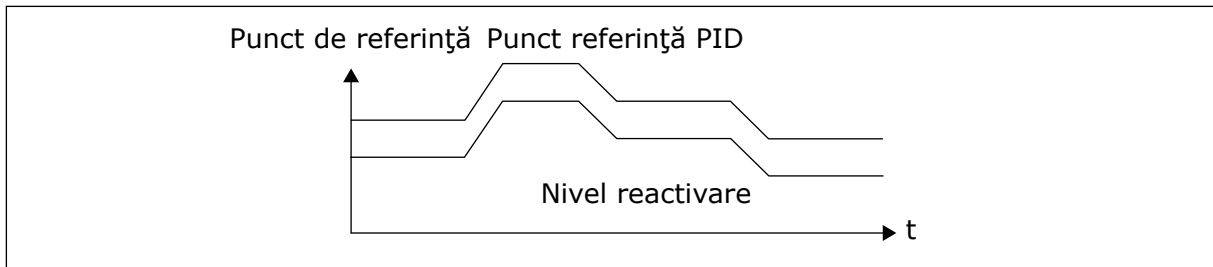 Punct de referinţă Punct referinţă PID
Nivel reactivare
t